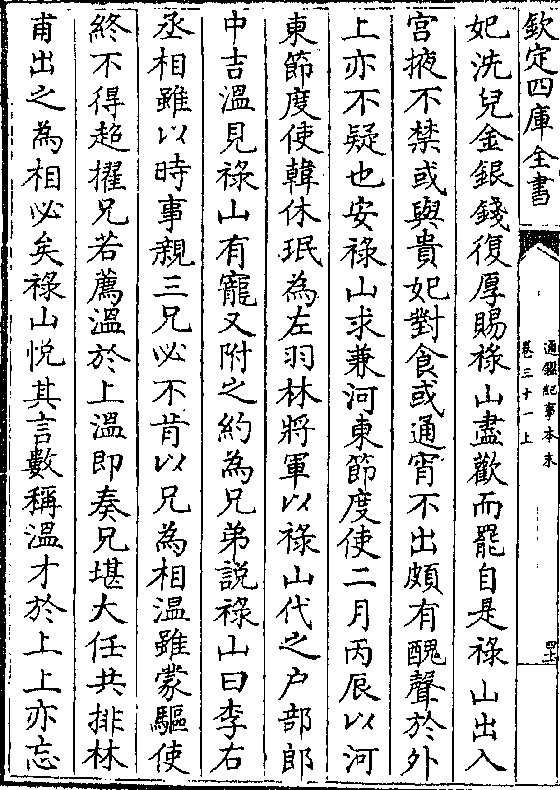 欽定四庫全書
通鑑紀事本末
卷三十一上
妃洗兒金銀錢復厚賜祿山盡歡而罷自是祿山出入
宫掖不禁或與貴妃對食或通宵不出頗有醜聲於外
上亦不疑也安祿山求兼河東節度使二月丙辰以河
東節度使韓休珉為左羽林將軍以祿山代之户部郎
中吉溫見祿山有寵又附之約為兄弟説祿山曰李右
丞相雖以時事親三兄必不肯以兄為相溫雖蒙驅使
終不得超擢兄若薦溫於上溫即奏兄堪大任共排林
甫出之為相必矣祿山悦其言數稱溫才於上上亦忘